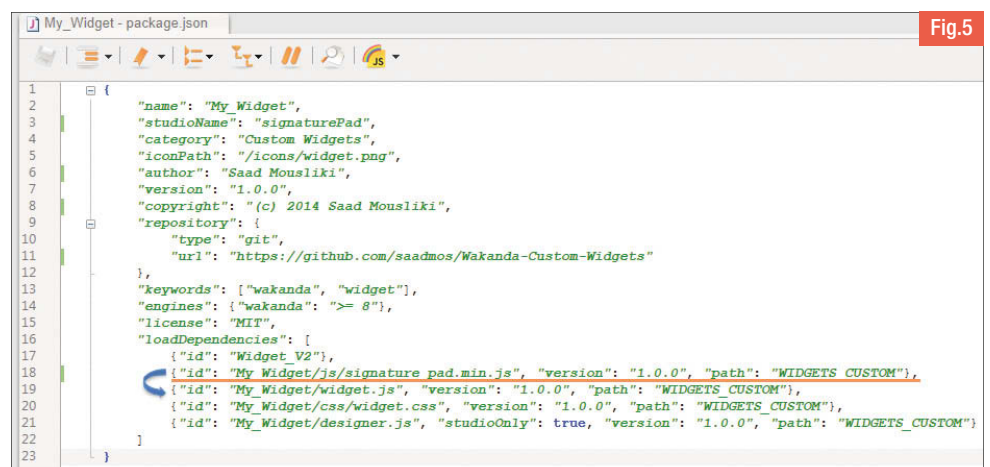 My_Widget - package.json
Fig.5
JS
1 {
2 "name": "My_Widget",
3 "studioName": "signaturePad",
4 "category": "Custom Widgets",
5 "iconPath": "/icons/widget.png",
6 "author": "Saad Mousliki",
7 "version": "1.0.0",
8 "copyright": "(c) 2014 Saad Mousliki",
9 "repository": {
10 "type": "git",
11 "url": "https://github.com/saadmos/Wakanda-Custom-Widgets"
12 },
13 "keywords": ["wakanda", "widget"],
14 "engines": {"wakanda": ">= 8"},
15 "license": "MIT",
16 "loadDependencies": [
17 {"id": "Widget_V2"},
18 {"id": "My_Widget/js/signature_pad.min.js", "version": "1.0.0", "path": "WIDGETS_CUSTOM"},
19 {"id": "My_Widget/widget.js", "version": "1.0.0", "path": "WIDGETS_CUSTOM"},
20 {"id": "My_Widget/css/widget.css", "version": "1.0.0", "path": "WIDGETS_CUSTOM"},
21 {"id": "My_Widget/designer.js", "studioOnly": true, "version": "1.0.0", "path": "WIDGETS_CUSTOM"}
22 ]
23 }